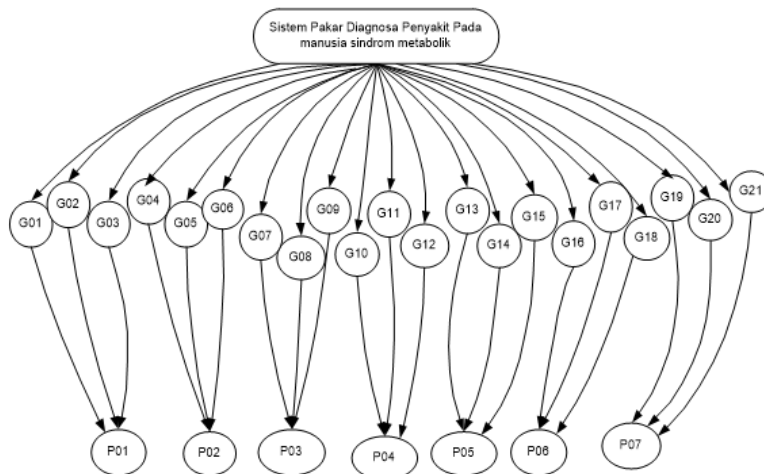 Sistem Pakar Diagnosa Penyakit Pada
manusia sindrom metabolik
G01
G02
G03
G04
G05
G06
G07
G08
G09
G10
G11
G12
G13
G14
G15
G16
G17
G18
G19
G20
G21
P01
P02
P03
P04
P05
P06
P07